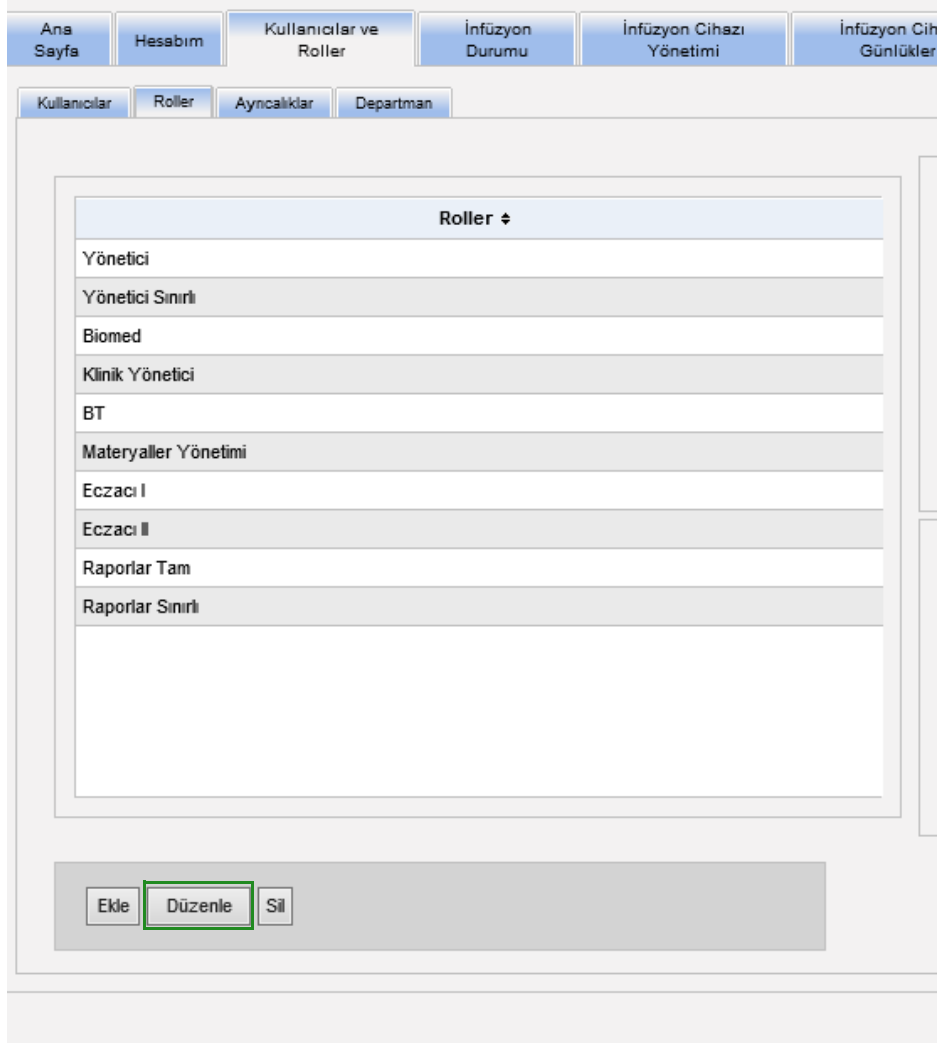 Ana Sayfa
Hesabım
Kullanıcılar ve Roller
İnfüzyon Durumu
İnfüzyon Cihazı Yönetimi
İnfüzyon Cih
Günlükler
Kullanıcılar
Roller
Ayrıcalıklar
Departman
Roller
Yönetici
Yönetici Sınırlı
Biomed
Klinik Yönetici
BT
Materyaller Yönetimi
Eczacı I
Eczacı II
Raporlar Tam
Raporlar Sınırlı
Ekle
Düzenle
Sil